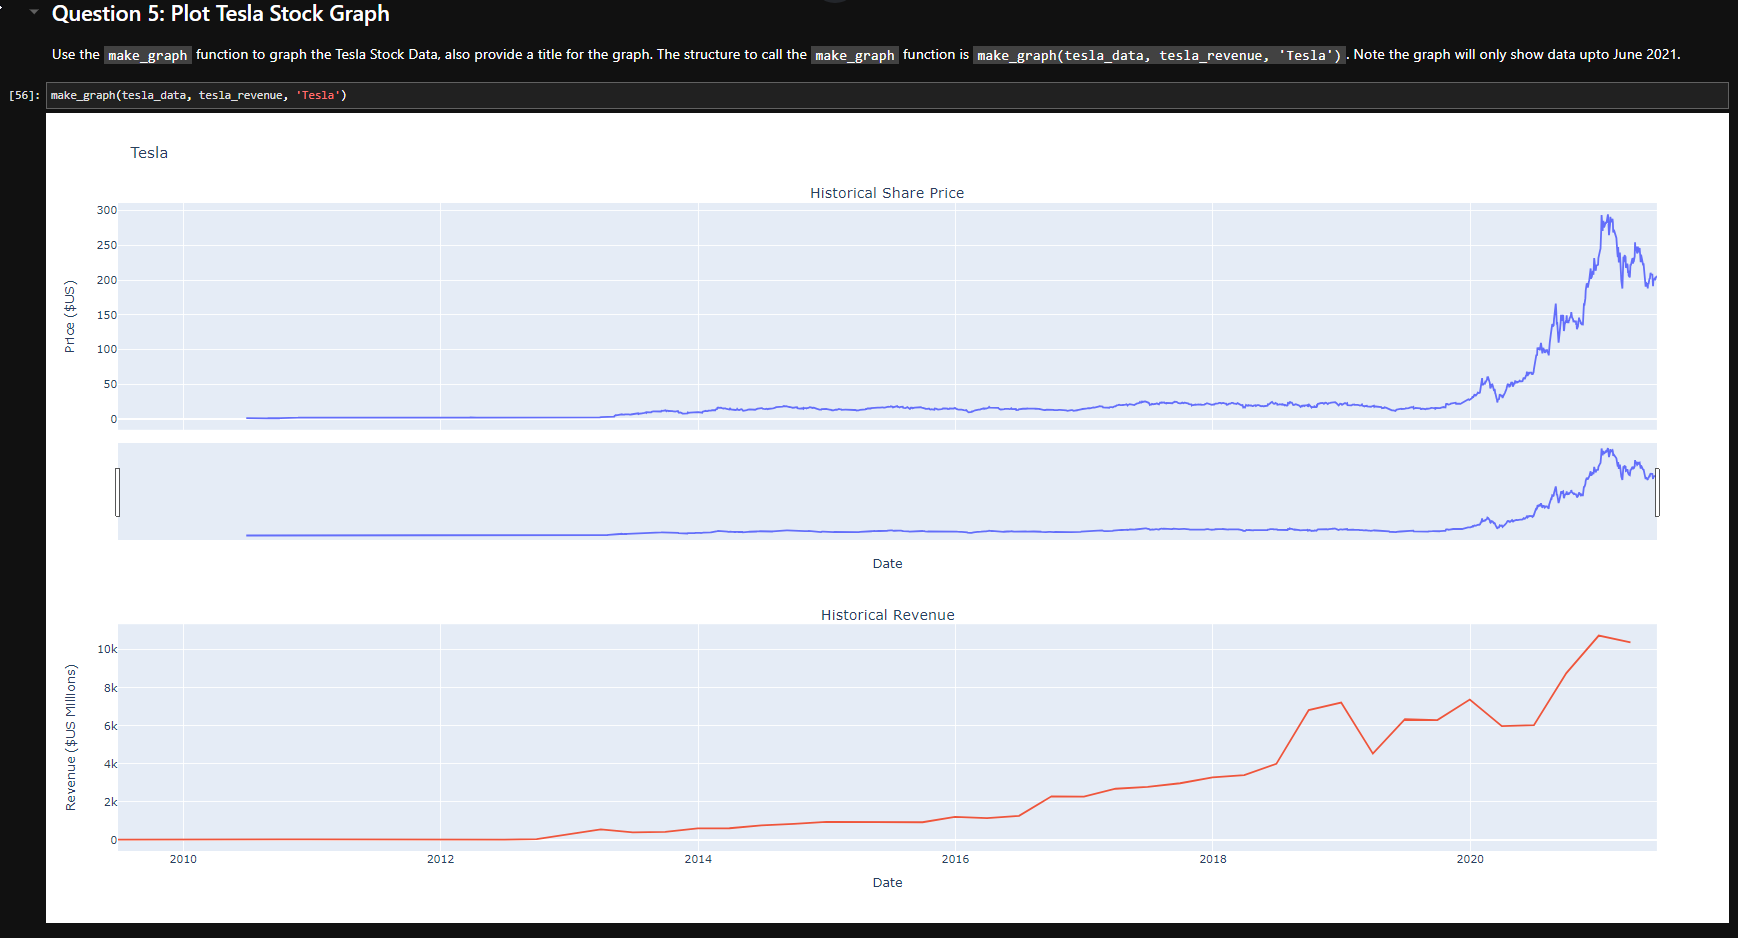 Question 5: Plot Tesla Stock Graph
Use the make_graph function to graph the Tesla Stock Data, also provide a title for the graph. The structure to call the make_graph function is make_graph(tesla_data, tesla_revenue, 'Tesla'). Note the graph will only show data upto June 2021.
[56]: make_graph(tesla_data, tesla_revenue, 'Tesla')
Tesla
Historical Share Price
300
250
200
150
100
50
0
Price ($US)
Date
Historical Revenue
10k
8k
6k
4k
2k
0
Revenue ($US Millions)
2010 2012 2014 2016 2018 2020
Date